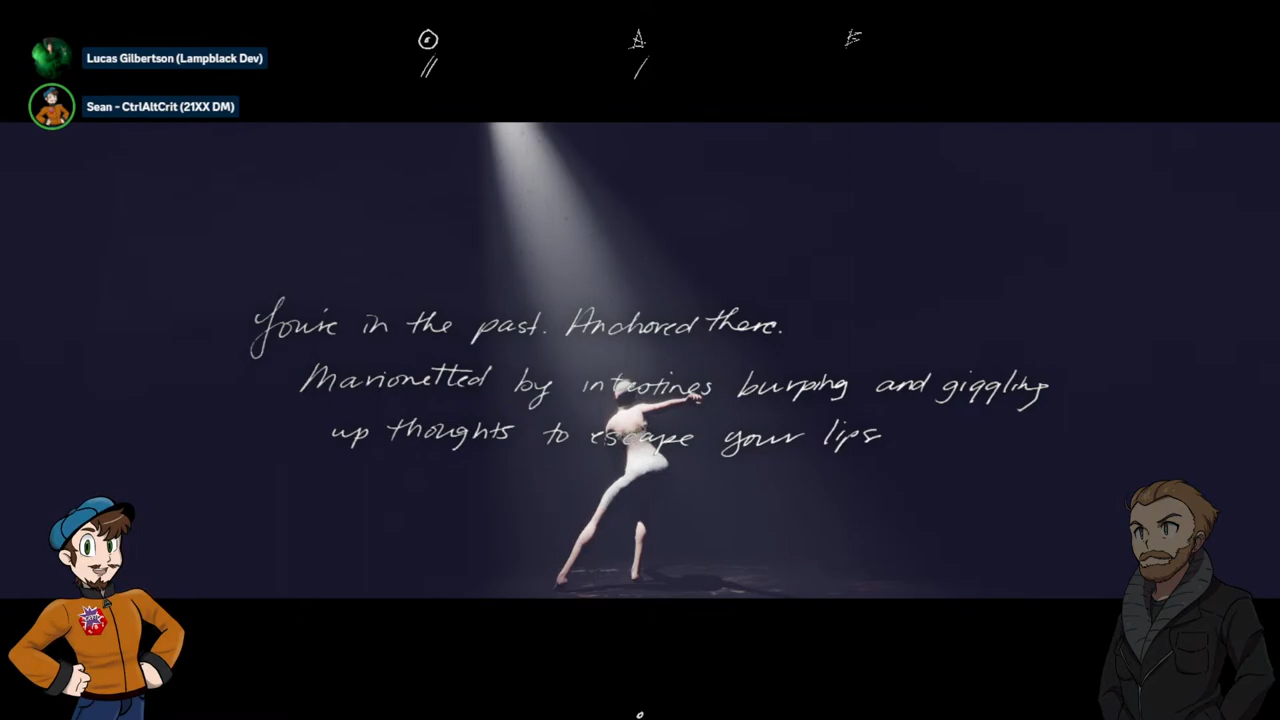 Lucas Gilbertson (Lampblack Dev)
Sean - CtrlAltCrit (21XX DM)
You're in the past. Anchored there.
Marionetted by intestines burping and giggling
up thoughts to escape your lips